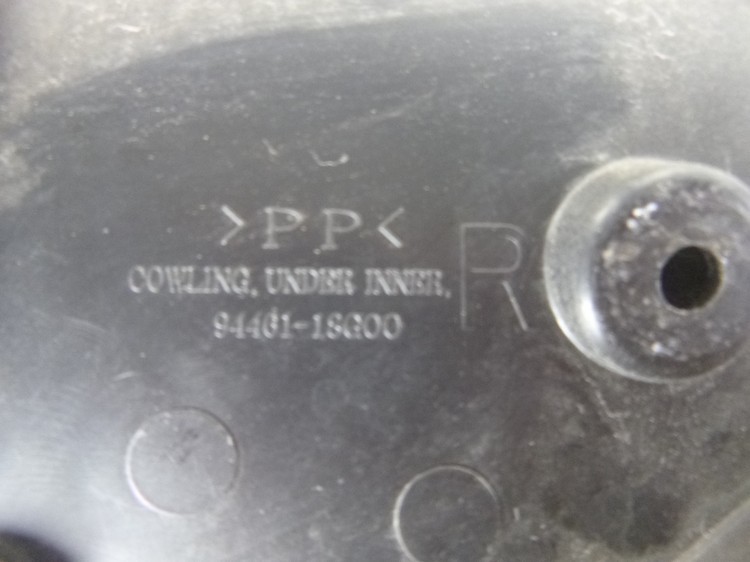 >PP<
COWLING, UNDER INNER, R
94461-18G00